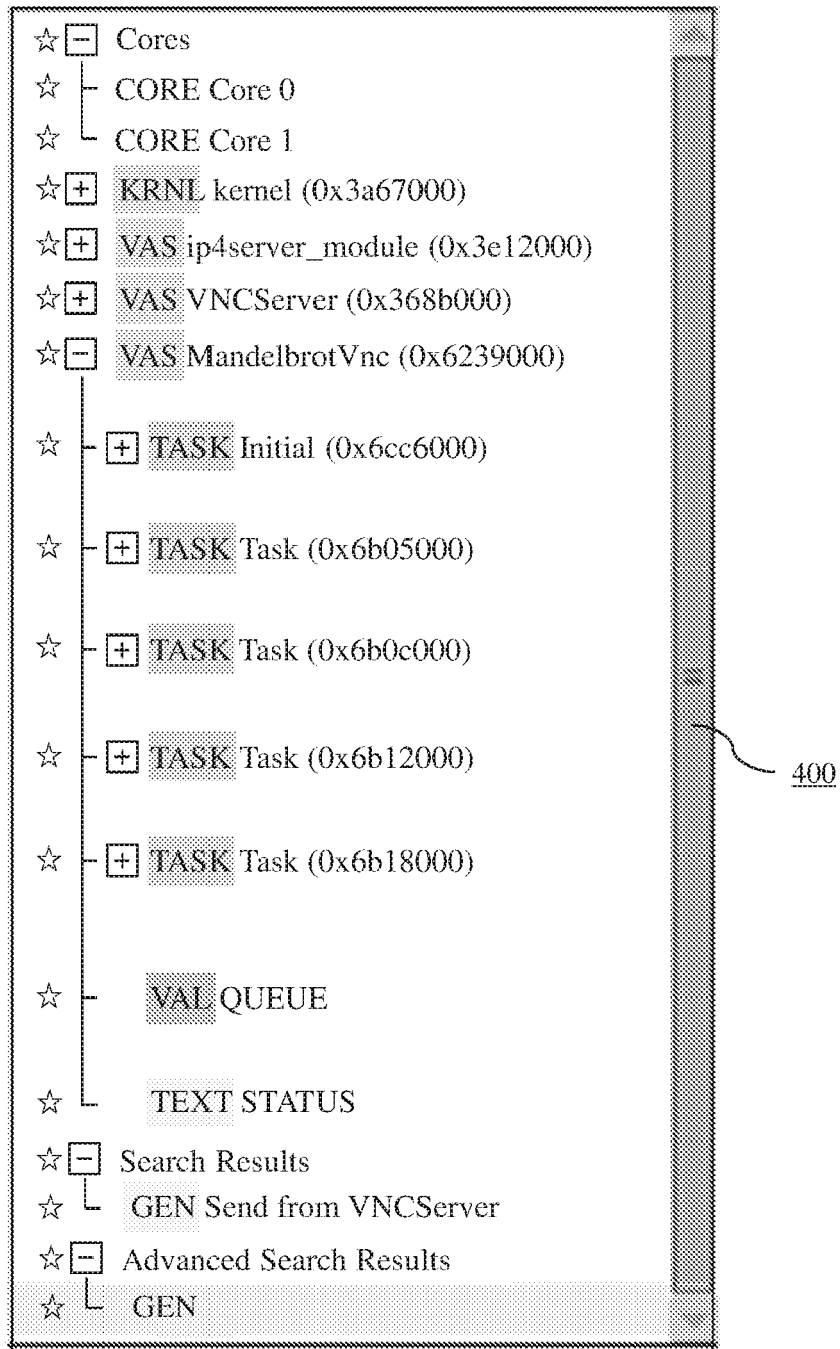 Cores
CORE Core 0
CORE Core 1
KRNL kernel (0x3a67000)
VAS ip4server_module (0x3e12000)
VAS VNCServer (0x368b000)
VAS MandelbrotVnc (0x6239000)
TASK Initial (0x6cc6000)
TASK Task (0x6b05000)
TASK Task (0x6b0c000)
TASK Task (0x6b12000)
400
TASK Task (0x6b18000)
VAL QUEUE
TEXT STATUS
Search Results
GEN Send from VNCServer
Advanced Search Results
GEN